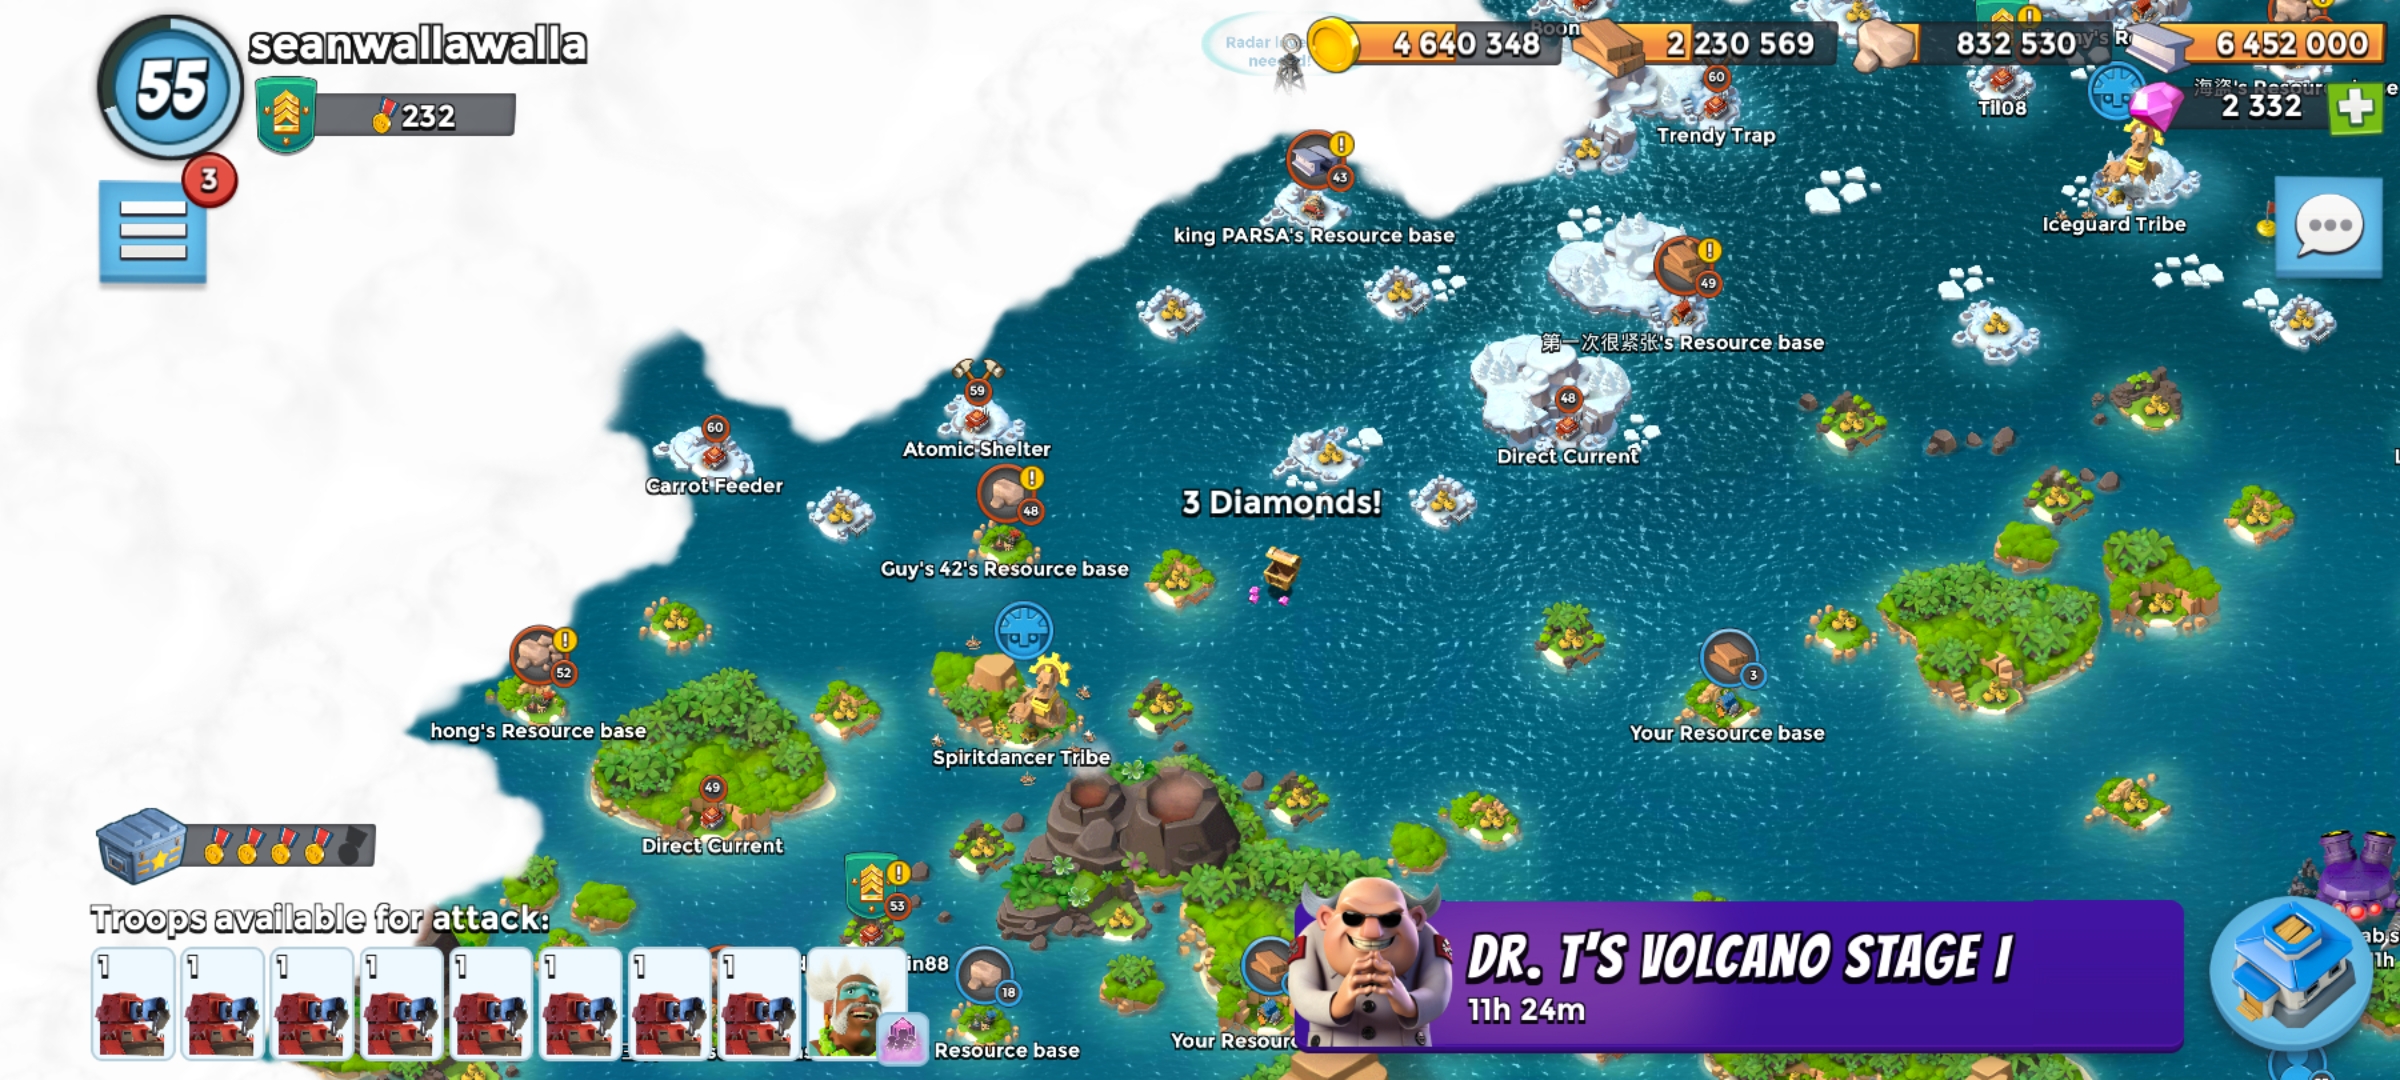 55
seanwallawalla
232
3
Radar
4 640 348
Boon
2 230 569
832 530
6 452 000
2 332
60
Trendy Trap
Til08
Iceguard Tribe
43
king PARSA's Resource base
49
第一次很紧张's Resource base
59
Atomic Shelter
60
Carrot Feeder
48
Direct Current
48
Guy's 42's Resource base
3 Diamonds!
52
hong's Resource base
Spiritdancer Tribe
3
Your Resource base
49
Direct Current
53
in88
18
Resource base
Your
Troops available for attack:
1 1 1 1 1 1 1 1
DR. T'S VOLCANO STAGE I
11h 24m